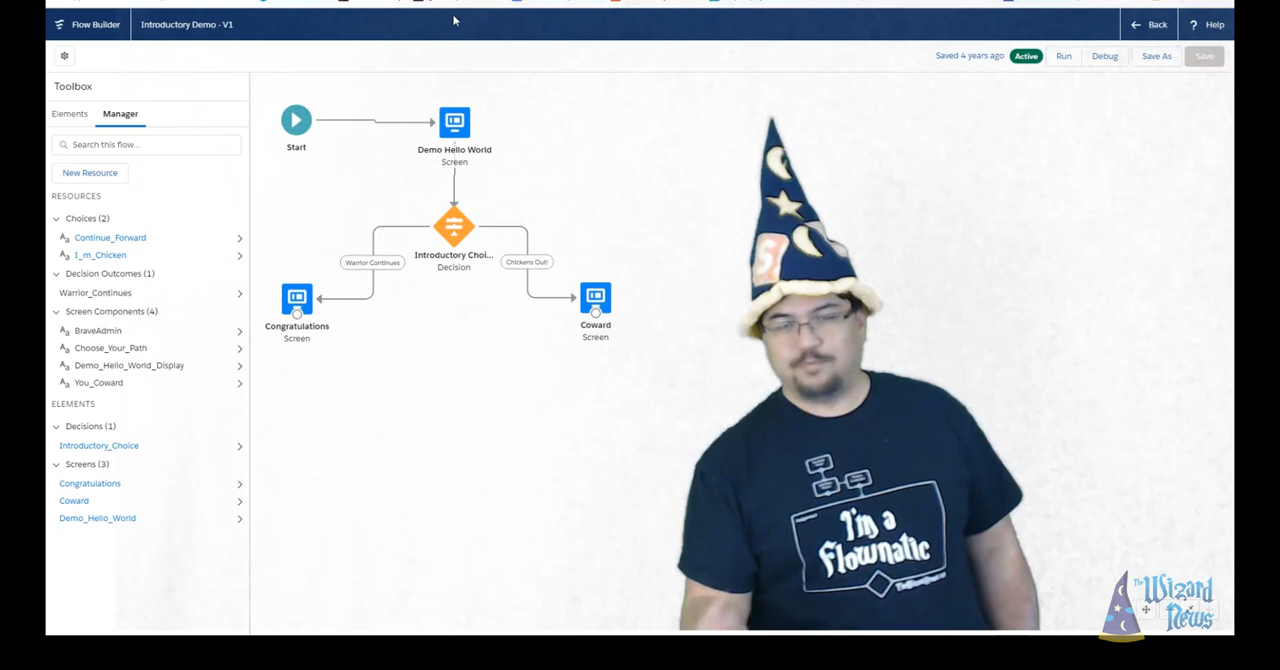 Flow Builder
Introductory Demo - V1
Back
? Help
Saved 4 years ago
Active
Run
Debug
Save As
Save
Toolbox
Elements
Manager
Search this flow...
New Resource
RESOURCES
Choices (2)
Continue_Forward
I_m_Chicken
Decision Outcomes (1)
Warrior_Continues
Screen Components (4)
BraveAdmin
Choose_Your_Path
Demo_Hello_World_Display
You_Coward
ELEMENTS
Decisions (1)
Introductory_Choice
Screens (3)
Congratulations
Coward
Demo_Hello_World
Start
Demo Hello World
Screen
Introductory Choi...
Decision
Warrior Continues
Chickens Out!
Congratulations
Screen
Coward
Screen
S
I'm a
Flownatic
The Wizard
News